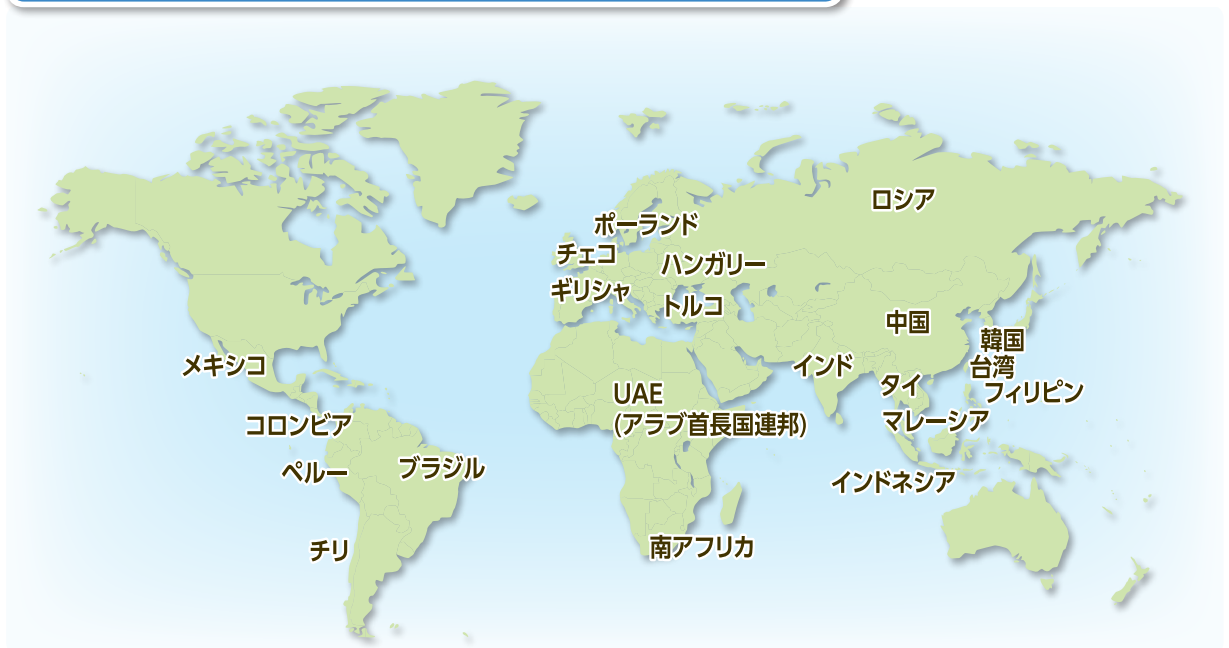 ロシア
ポーランド
チェコ
ハンガリー
ギリシャ
トルコ
中国
韓国
メキシコ
インド
台湾
タイ
フィリピン
UAE
(アラブ首長国連邦)
マレーシア
コロンビア
ペルー
ブラジル
インドネシア
チリ
南アフリカ